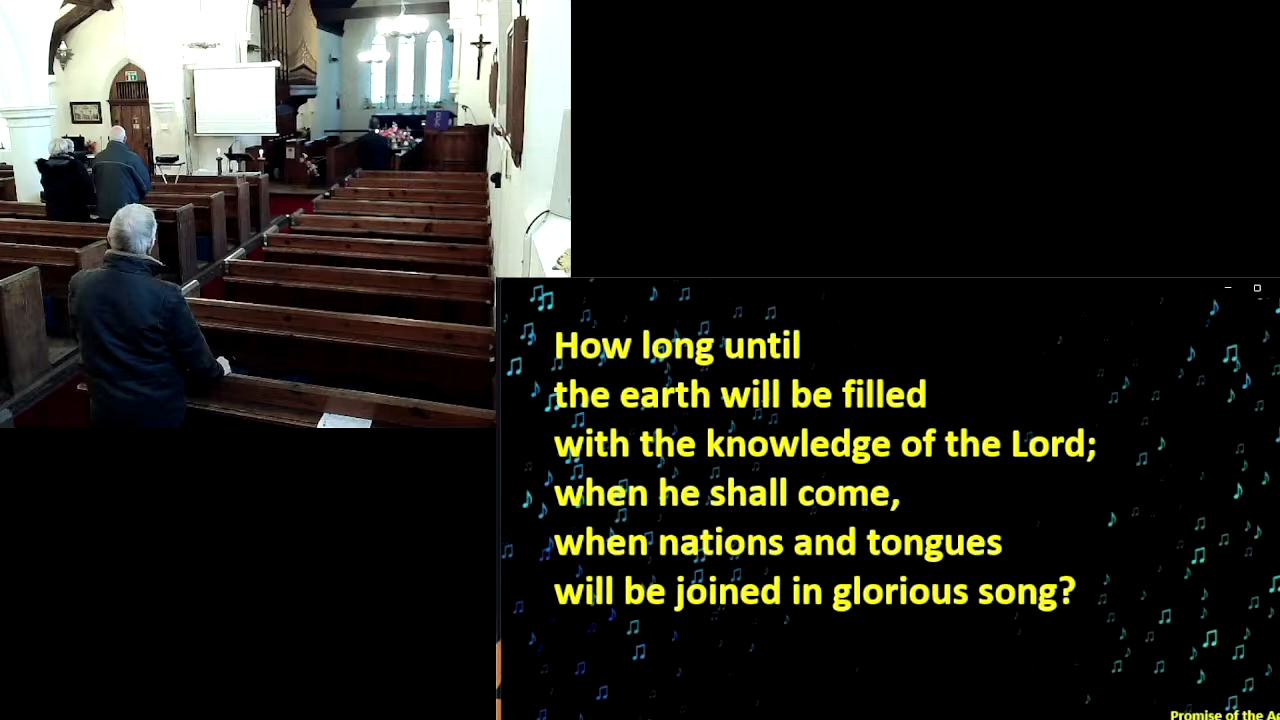 How long until
the earth will be filled
with the knowledge of the Lord;
when he shall come,
when nations and tongues
will be joined in glorious song?
Promise of the